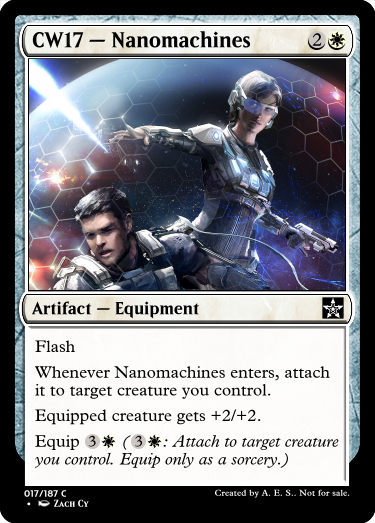 CW17 — Nanomachines 2
Artifact — Equipment
Flash
Whenever Nanomachines enters, attach
it to target creature you control.
Equipped creature gets +2/+2.
Equip 3 ( 3 : Attach to target creature
you control. Equip only as a sorcery.)
017/187 C
Created by A. E. S.. Not for sale.
• Zach Cy